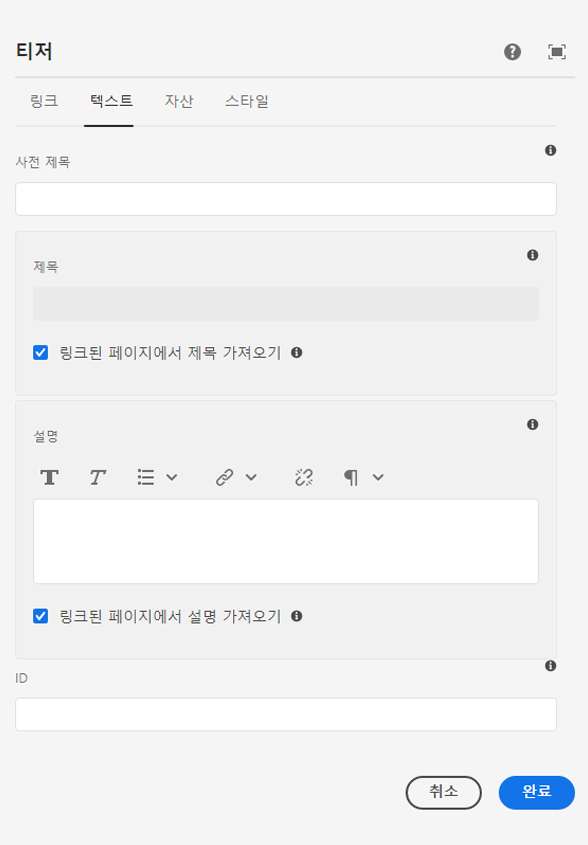 티저
링크 텍스트 자산 스타일
사전 제목
제목
링크된 페이지에서 제목 가져오기
설명
링크된 페이지에서 설명 가져오기
ID
취소 완료